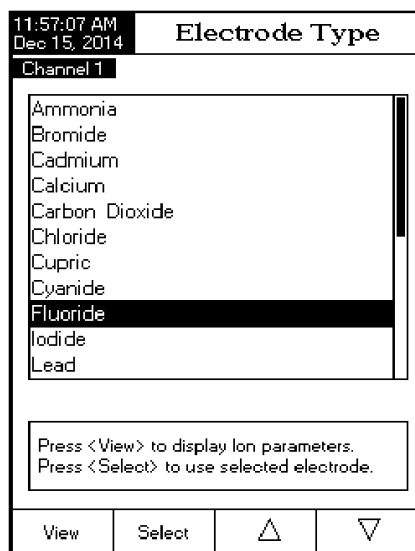 11:57:07 AM
Dec 15, 2014
Electrode Type
Channel 1
Ammonia
Bromide
Cadmium
Calcium
Carbon Dioxide
Chloride
Cupric
Cyanide
Fluoride
Iodide
Lead
Press <View> to display Ion parameters.
Press <Select> to use selected electrode.
View
Select